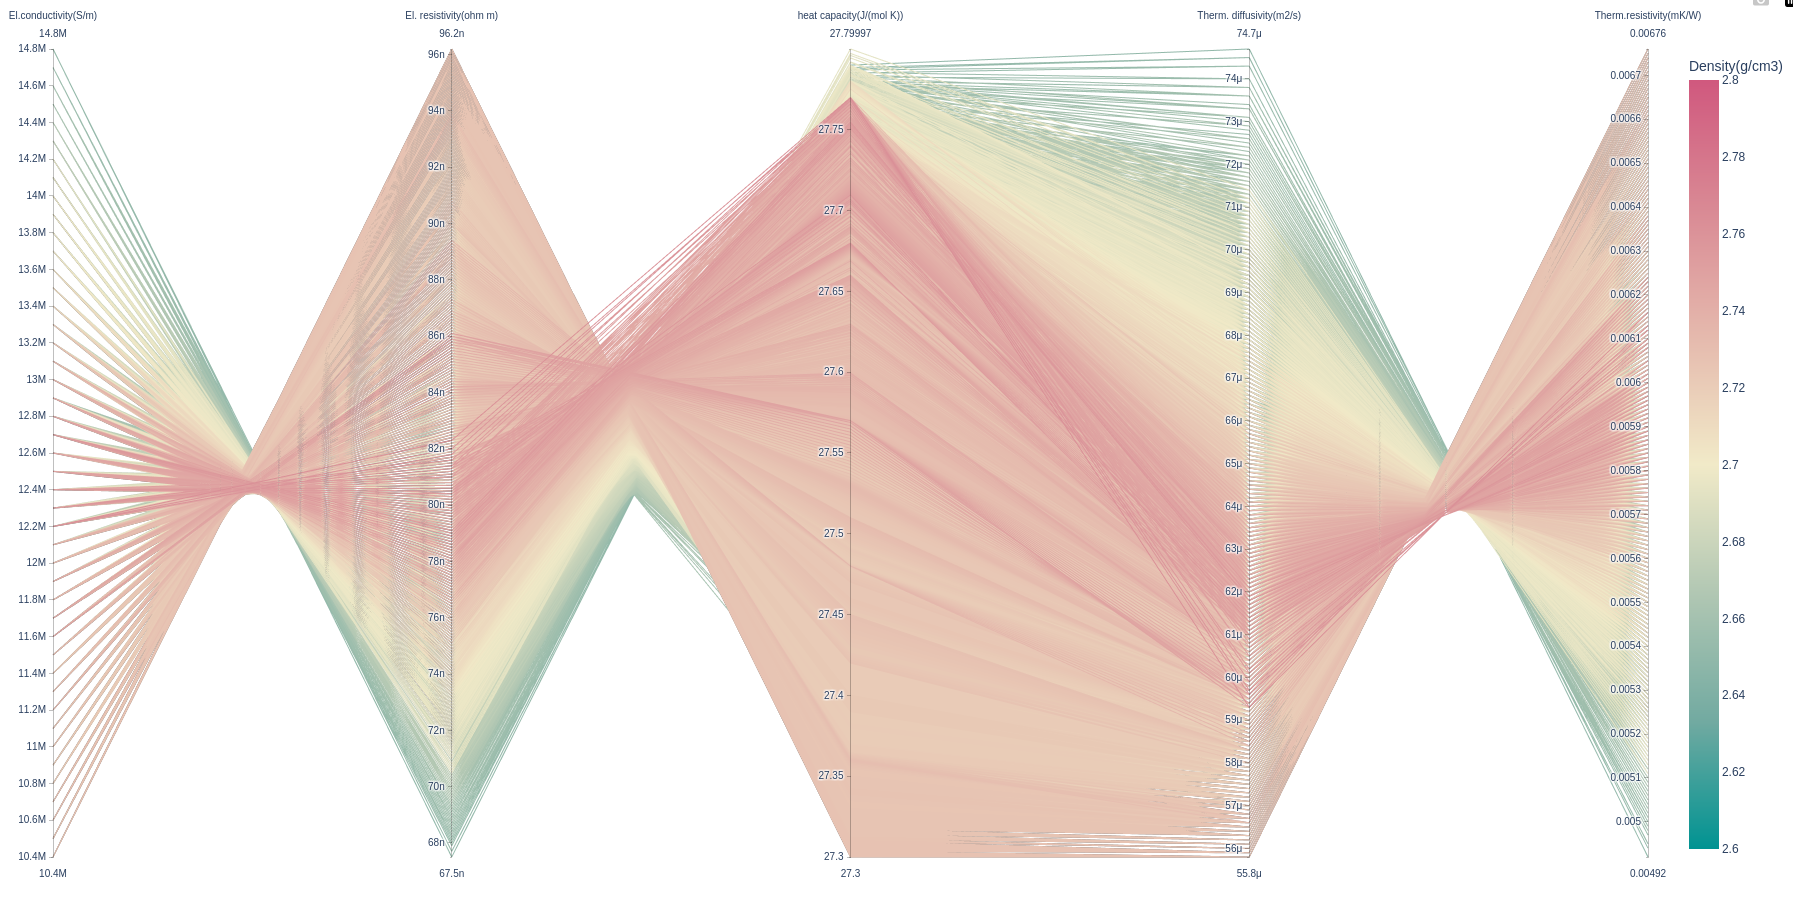 El.conductivity(S/m)
14.8M
14.8M
14.6M
14.4M
14.2M
14M
13.8M
13.6M
13.4M
13.2M
13M
12.8M
12.6M
12.4M
12.2M
12M
11.8M
11.6M
11.4M
11.2M
11M
10.8M
10.6M
10.4M
10.4M
El. resistivity(ohm m)
96.2n
96n
94n
92n
90n
88n
86n
84n
82n
80n
78n
76n
74n
72n
70n
68n
67.5n
heat capacity(J/(mol K))
27.79997
27.75
27.7
27.65
27.6
27.55
27.5
27.45
27.4
27.35
27.3
27.3
Therm. diffusivity(m2/s)
74.7μ
74μ
73μ
72μ
71μ
70μ
69μ
68μ
67μ
66μ
65μ
64μ
63μ
62μ
61μ
60μ
59μ
58μ
57μ
56μ
55.8μ
Therm.resistivity(mK/W)
0.00676
0.0067
0.0066
0.0065
0.0064
0.0063
0.0062
0.0061
0.006
0.0059
0.0058
0.0057
0.0056
0.0055
0.0054
0.0053
0.0052
0.0051
0.005
0.00492
Density(g/cm3)
2.8
2.78
2.76
2.74
2.72
2.7
2.68
2.66
2.64
2.62
2.6